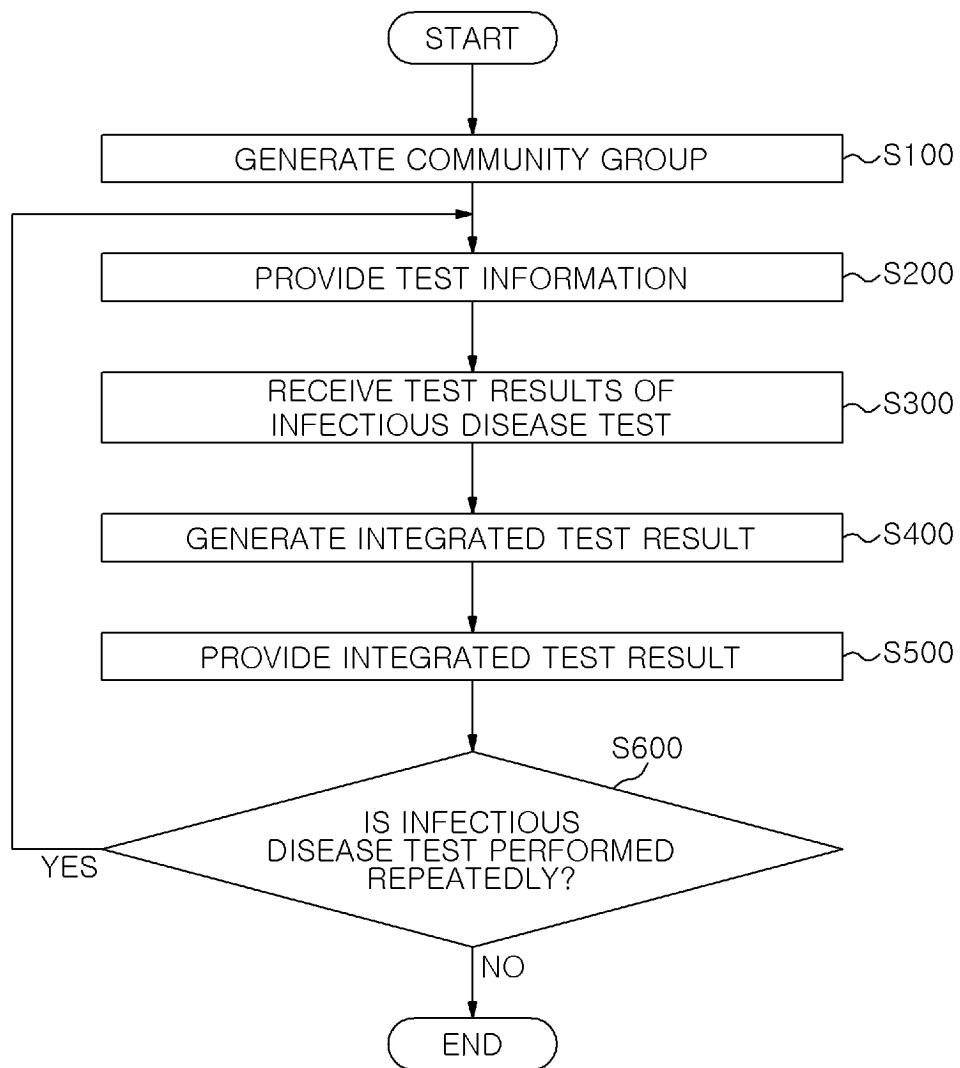 START
GENERATE COMMUNITY GROUP
S100
PROVIDE TEST INFORMATION
S200
RECEIVE TEST RESULTS OF
INFECTIOUS DISEASE TEST
S300
GENERATE INTEGRATED TEST RESULT
S400
PROVIDE INTEGRATED TEST RESULT
S500
S600
IS INFECTIOUS
DISEASE TEST PERFORMED
REPEATEDLY?
YES
NO
END